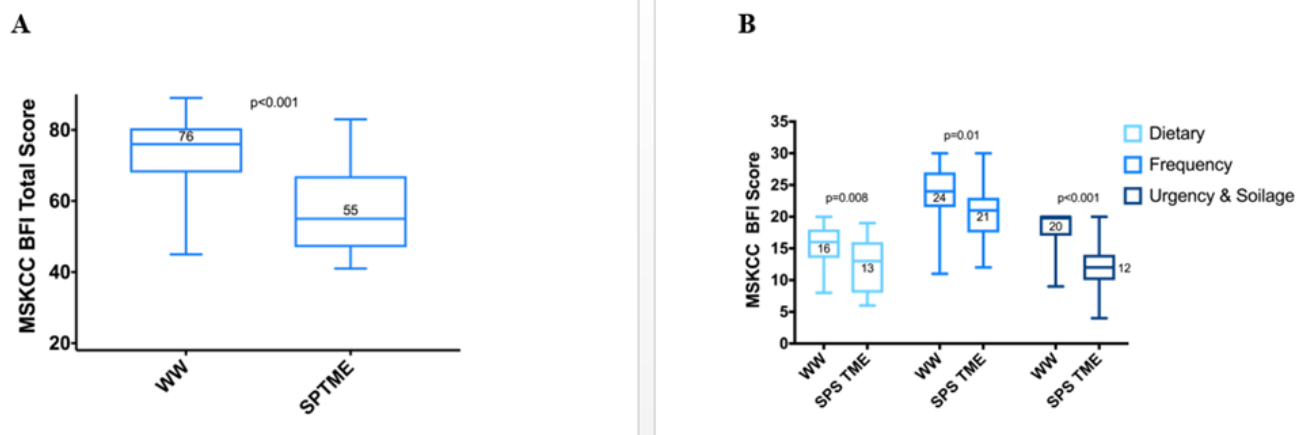 A
MSKCC BFI Total Score
80
60
40
20
p<0.001
76
55
WW
SPTME
B
MSKCC BFI Score
35
30
25
20
15
10
5
0
p=0.008
p=0.01
p<0.001
16
13
24
21
20
12
WW
SPS TME
WW
SPS TME
WW
SPS TME
Dietary
Frequency
Urgency & Soilage